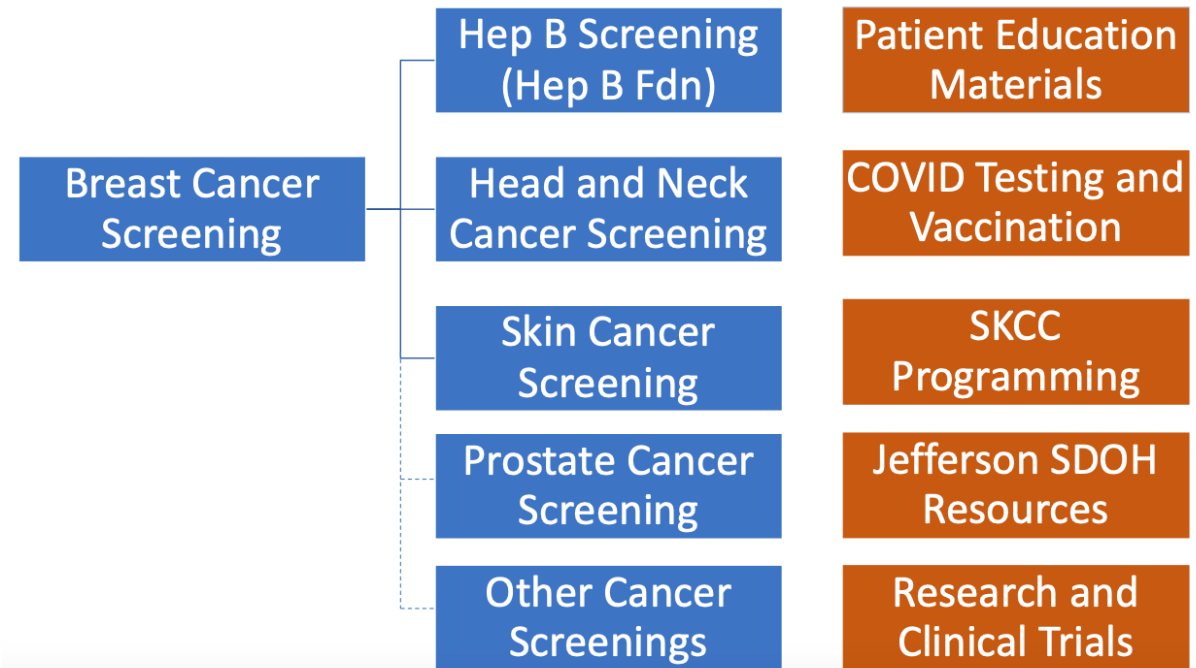 Breast Cancer
Screening
Hep B Screening
(Hep B Fdn)
Head and Neck
Cancer Screening
Skin Cancer
Screening
Prostate Cancer
Screening
Other Cancer
Screenings
Patient Education
Materials
COVID Testing and
Vaccination
SKCC
Programming
Jefferson SDOH
Resources
Research and
Clinical Trials